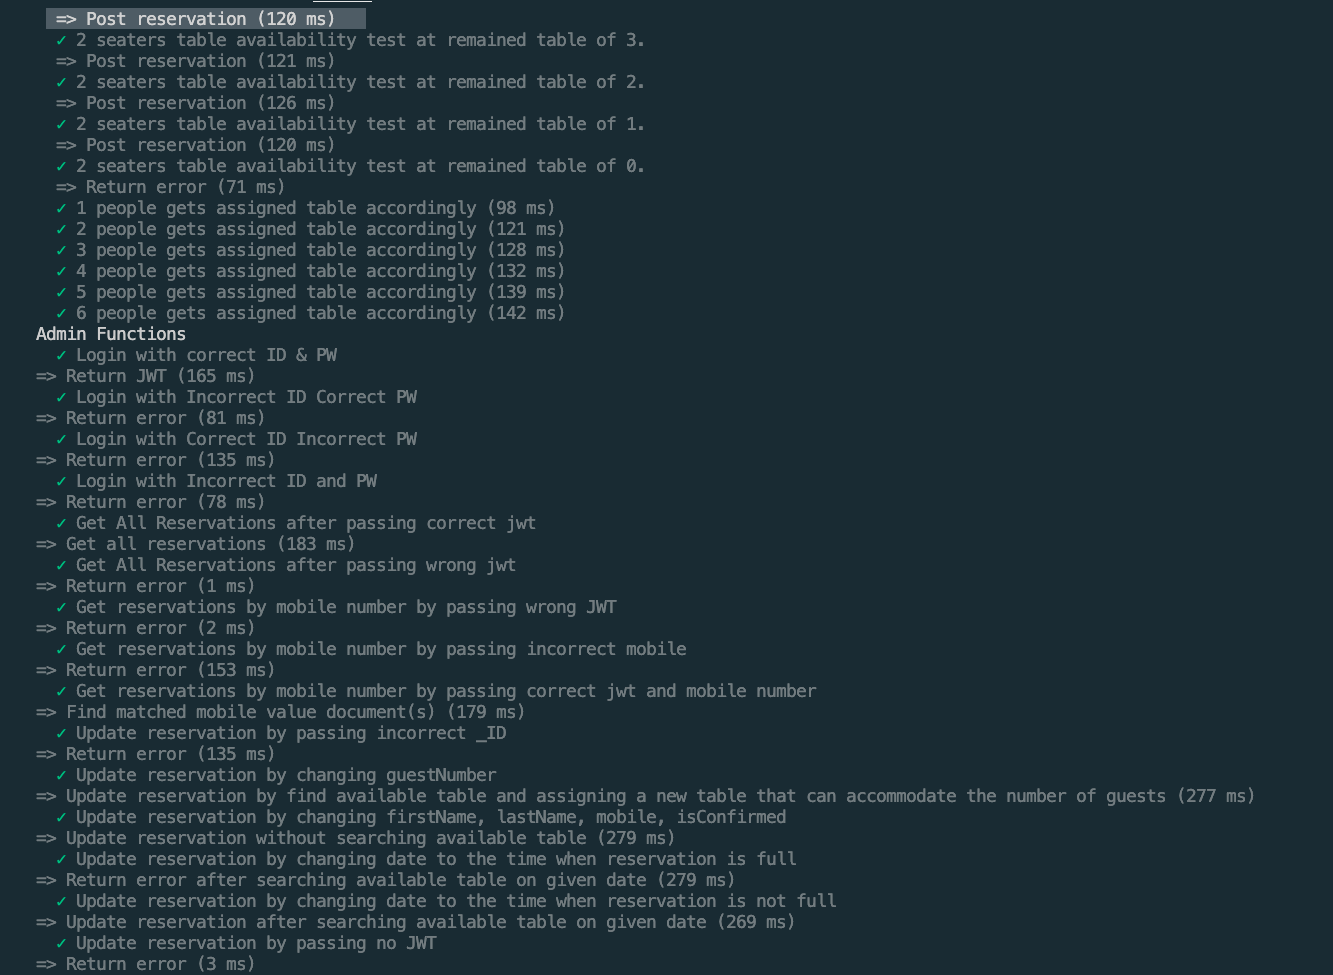 => Post reservation (120 ms)
✓ 2 seaters table availability test at remained table of 3.
=> Post reservation (121 ms)
✓ 2 seaters table availability test at remained table of 2.
=> Post reservation (126 ms)
✓ 2 seaters table availability test at remained table of 1.
=> Post reservation (120 ms)
✓ 2 seaters table availability test at remained table of 0.
=> Return error (71 ms)
✓ 1 people gets assigned table accordingly (98 ms)
✓ 2 people gets assigned table accordingly (121 ms)
✓ 3 people gets assigned table accordingly (128 ms)
✓ 4 people gets assigned table accordingly (132 ms)
✓ 5 people gets assigned table accordingly (139 ms)
✓ 6 people gets assigned table accordingly (142 ms)
Admin Functions
✓ Login with correct ID & PW
=> Return JWT (165 ms)
✓ Login with Incorrect ID Correct PW
=> Return error (81 ms)
✓ Login with Correct ID Incorrect PW
=> Return error (135 ms)
✓ Login with Incorrect ID and PW
=> Return error (78 ms)
✓ Get All Reservations after passing correct jwt
=> Get all reservations (183 ms)
✓ Get All Reservations after passing wrong jwt
=> Return error (1 ms)
✓ Get reservations by mobile number by passing wrong JWT
=> Return error (2 ms)
✓ Get reservations by mobile number by passing incorrect mobile
=> Return error (153 ms)
✓ Get reservations by mobile number by passing correct jwt and mobile number
=> Find matched mobile value document(s) (179 ms)
✓ Update reservation by passing incorrect _ID
=> Return error (135 ms)
✓ Update reservation by changing guestNumber
=> Update reservation by find available table and assigning a new table that can accommodate the number of guests (277 ms)
✓ Update reservation by changing firstName, lastName, mobile, isConfirmed
=> Update reservation without searching available table (279 ms)
✓ Update reservation by changing date to the time when reservation is full
=> Return error after searching available table on given date (279 ms)
✓ Update reservation by changing date to the time when reservation is not full
=> Update reservation after searching available table on given date (269 ms)
✓ Update reservation by passing no JWT
=> Return error (3 ms)